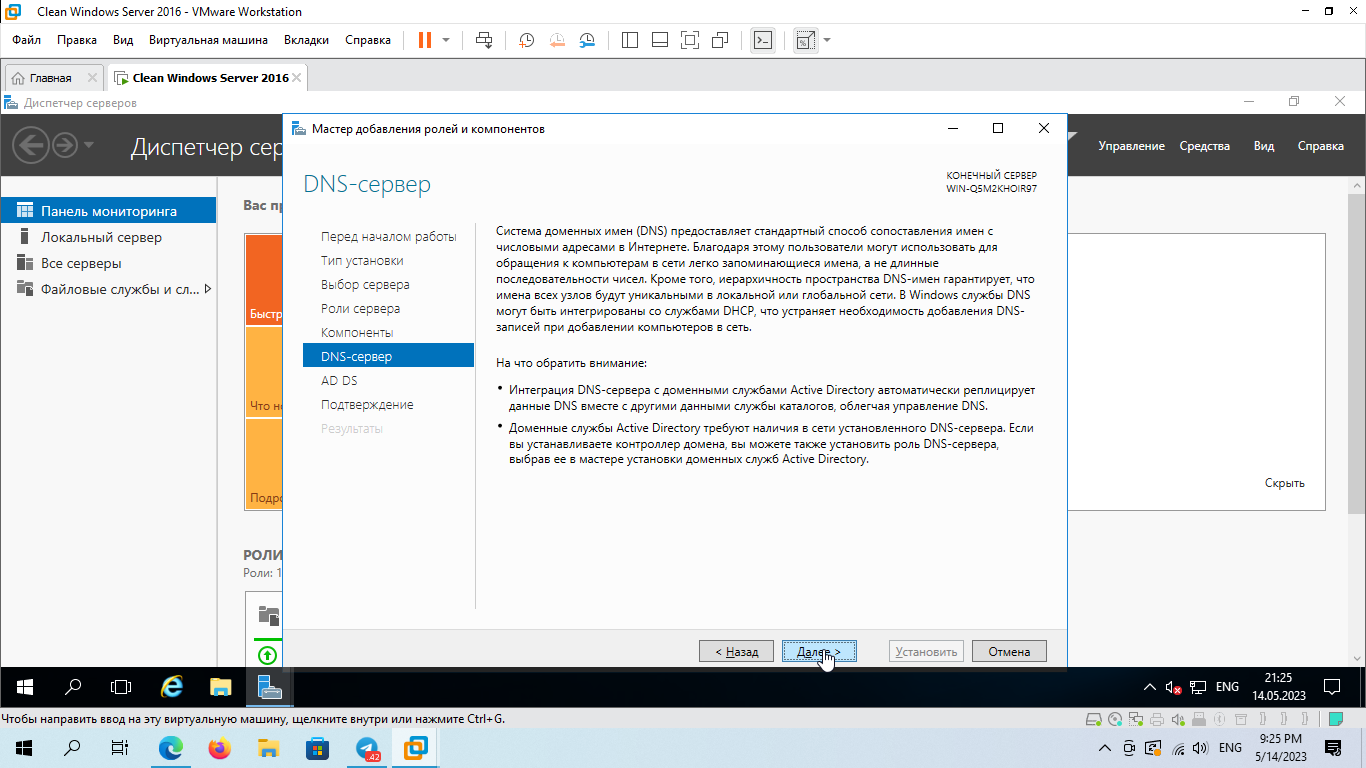 Clean Windows Server 2016 - VMware Workstation
Файл Правка Вид Виртуальная машина Вкладки Справка
Главная
Clean Windows Server 2016
Диспетчер серверов
Диспетчер сер
Управление Средства Вид Справка
Панель мониторинга
Локальный сервер
Все серверы
Файловые службы и сл...
Вас п
Быстр
Что н
Подро
РОЛИ
Роли: 1
Скрыть
Мастер добавления ролей и компонентов
DNS-сервер
КОНЕЧНЫЙ СЕРВЕР
WIN-Q5M2KHOIR97
Перед началом работы
Тип установки
Выбор сервера
Роли сервера
Компоненты
DNS-сервер
AD DS
Подтверждение
Результаты
Система доменных имен (DNS) предоставляет стандартный способ сопоставления имен с
числовыми адресами в Интернете. Благодаря этому пользователи могут использовать для
обращения к компьютерам в сети легко запоминающиеся имена, а не длинные
последовательности чисел. Кроме того, иерархичность пространства DNS-имен гарантирует, что
имена всех узлов будут уникальными в локальной или глобальной сети. В Windows службы DNS
могут быть интегрированы со службами DHCP, что устраняет необходимость добавления DNS-
записей при добавлении компьютеров в сеть.
На что обратить внимание:
• Интеграция DNS-сервера с доменными службами Active Directory автоматически реплицирует
данные DNS вместе с другими данными службы каталогов, облегчая управление DNS.
• Доменные службы Active Directory требуют наличия в сети установленного DNS-сервера. Если
вы устанавливаете контроллер домена, вы можете также установить роль DNS-сервера,
выбрав ее в мастере установки доменных служб Active Directory.
< Назад Далее > Установить Отмена
ENG
21:25
14.05.2023
Чтобы направить ввод на эту виртуальную машину, щелкните внутри или нажмите Ctrl+G.
42
ENG
9:25 PM
5/14/2023